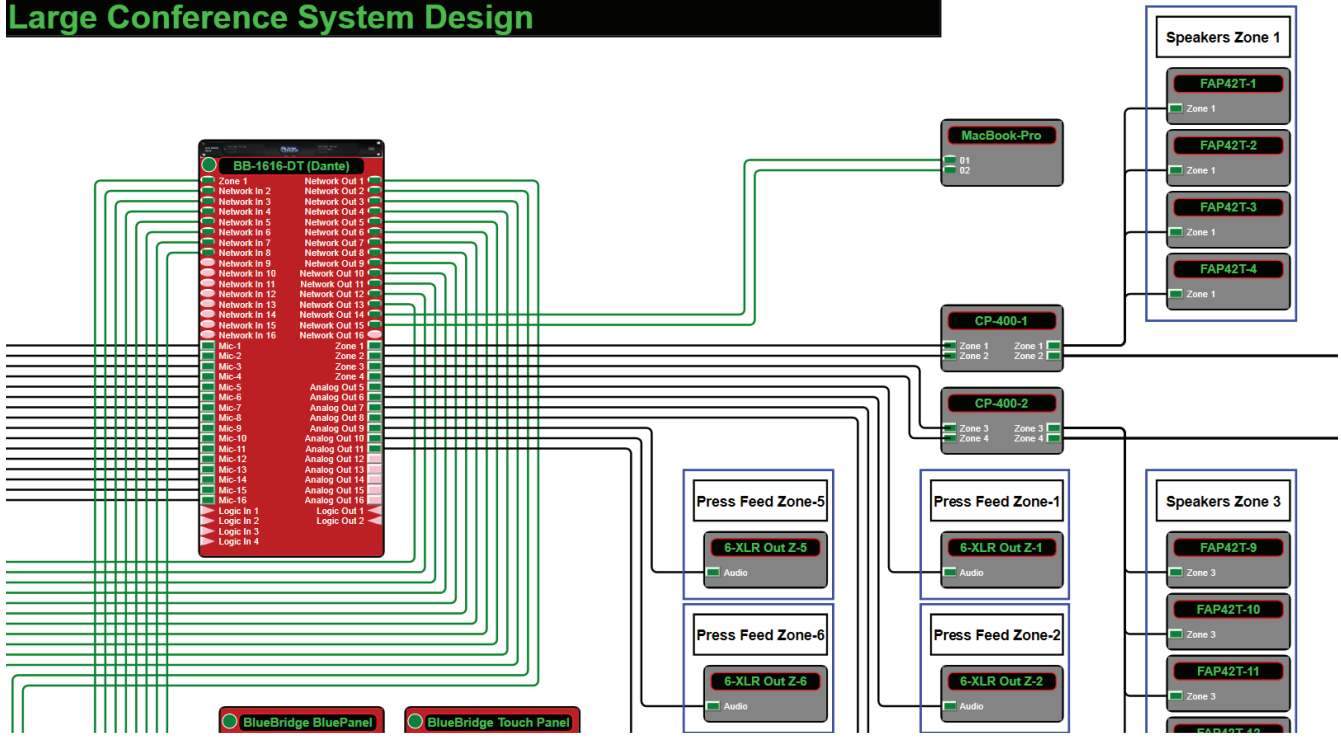 Large Conference System Design
BB-1616-DT (Dante)
Zone 1 Network Out 1
Network In 2 Network Out 2
Network In 3 Network Out 3
Network In 4 Network Out 4
Network In 5 Network Out 5
Network In 6 Network Out 6
Network In 7 Network Out 7
Network In 8 Network Out 8
Network In 9 Network Out 9
Network In 10 Network Out 10
Network In 11 Network Out 11
Network In 12 Network Out 12
Network In 13 Network Out 13
Network In 14 Network Out 14
Network In 15 Network Out 15
Network In 16 Network Out 16
Mic-1 Zone 1
Mic-2 Zone 2
Mic-3 Zone 3
Mic-4 Zone 4
Mic-5 Analog Out 5
Mic-6 Analog Out 6
Mic-7 Analog Out 7
Mic-8 Analog Out 8
Mic-9 Analog Out 9
Mic-10 Analog Out 10
Mic-11 Analog Out 11
Mic-12 Analog Out 12
Mic-13 Analog Out 13
Mic-14 Analog Out 14
Mic-15 Analog Out 15
Mic-16 Analog Out 16
Logic In 1 Logic Out 1
Logic In 2 Logic Out 2
Logic In 3
Logic In 4
BlueBridge BluePanel
BlueBridge Touch Panel
MacBook-Pro
01
02
CP-400-1
Zone 1 Zone 1
Zone 2 Zone 2
CP-400-2
Zone 3 Zone 3
Zone 4 Zone 4
Press Feed Zone-5
6-XLR Out Z-5
Audio
Press Feed Zone-6
6-XLR Out Z-6
Audio
Press Feed Zone-1
6-XLR Out Z-1
Audio
Press Feed Zone-2
6-XLR Out Z-2
Audio
Speakers Zone 1
FAP42T-1
Zone 1
FAP42T-2
Zone 1
FAP42T-3
Zone 1
FAP42T-4
Zone 1
Speakers Zone 3
FAP42T-9
Zone 3
FAP42T-10
Zone 3
FAP42T-11
Zone 3
FAP42T-12